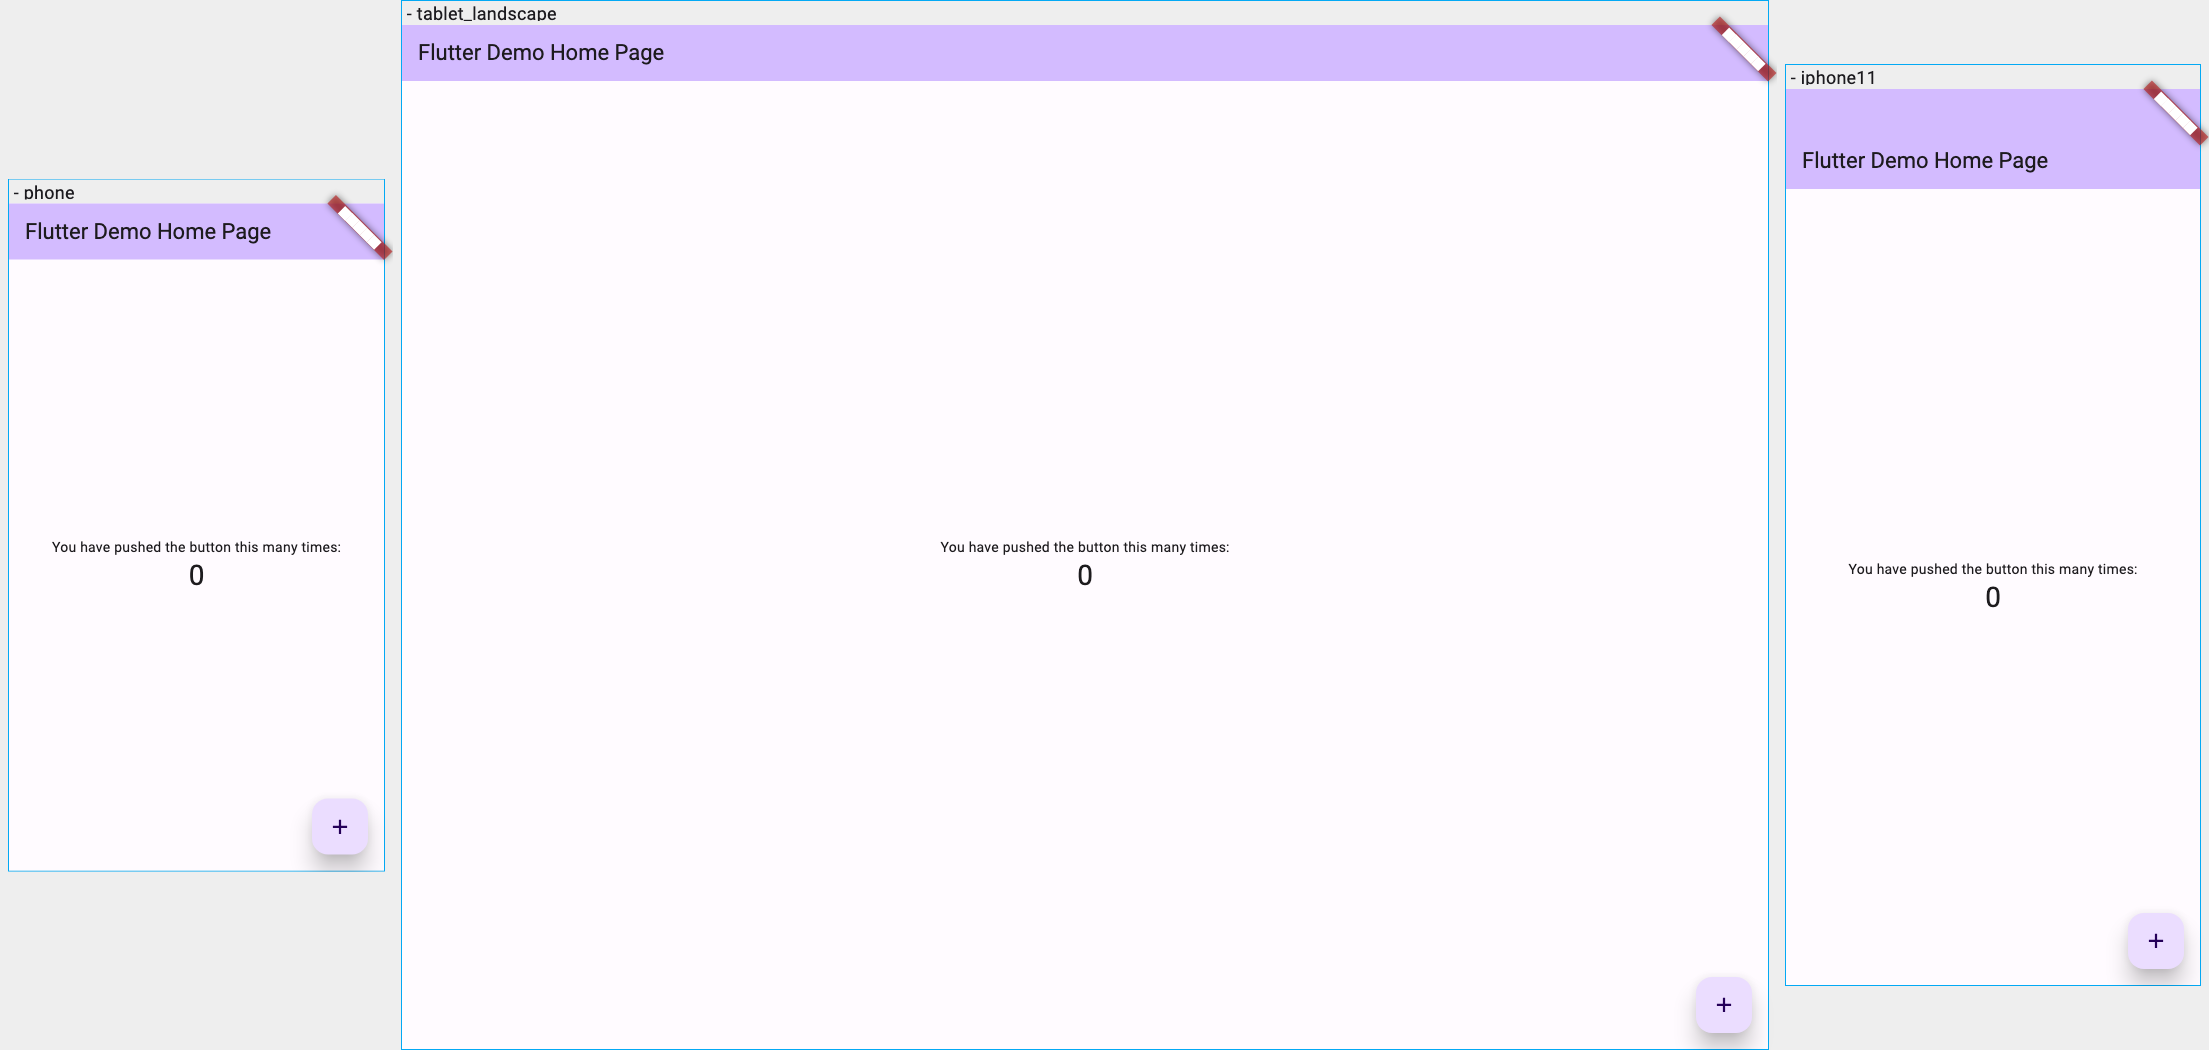 - phone
Flutter Demo Home Page
You have pushed the button this many times:
0
+
- tablet_landscape
Flutter Demo Home Page
You have pushed the button this many times:
0
+
- iphone11
Flutter Demo Home Page
You have pushed the button this many times:
0
+